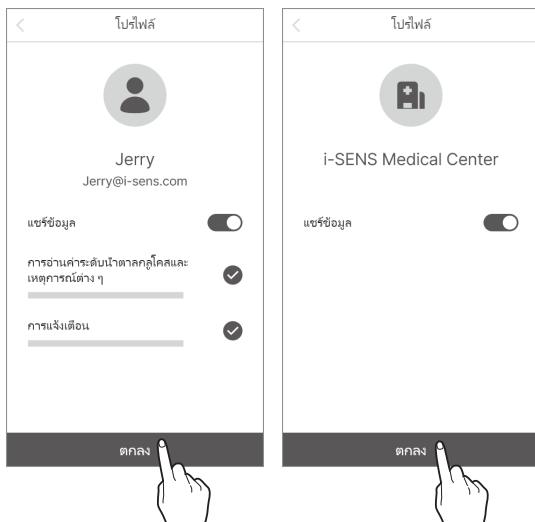 โปรไฟล์
Jerry
Jerry@i-sens.com
แชร์ข้อมูล
การอ่านค่าระดับน้ำตาลกลูโคสและ
เหตุการณ์ต่าง ๆ
การแจ้งเตือน
ตกลง
โปรไฟล์
i-SENS Medical Center
แชร์ข้อมูล
ตกลง